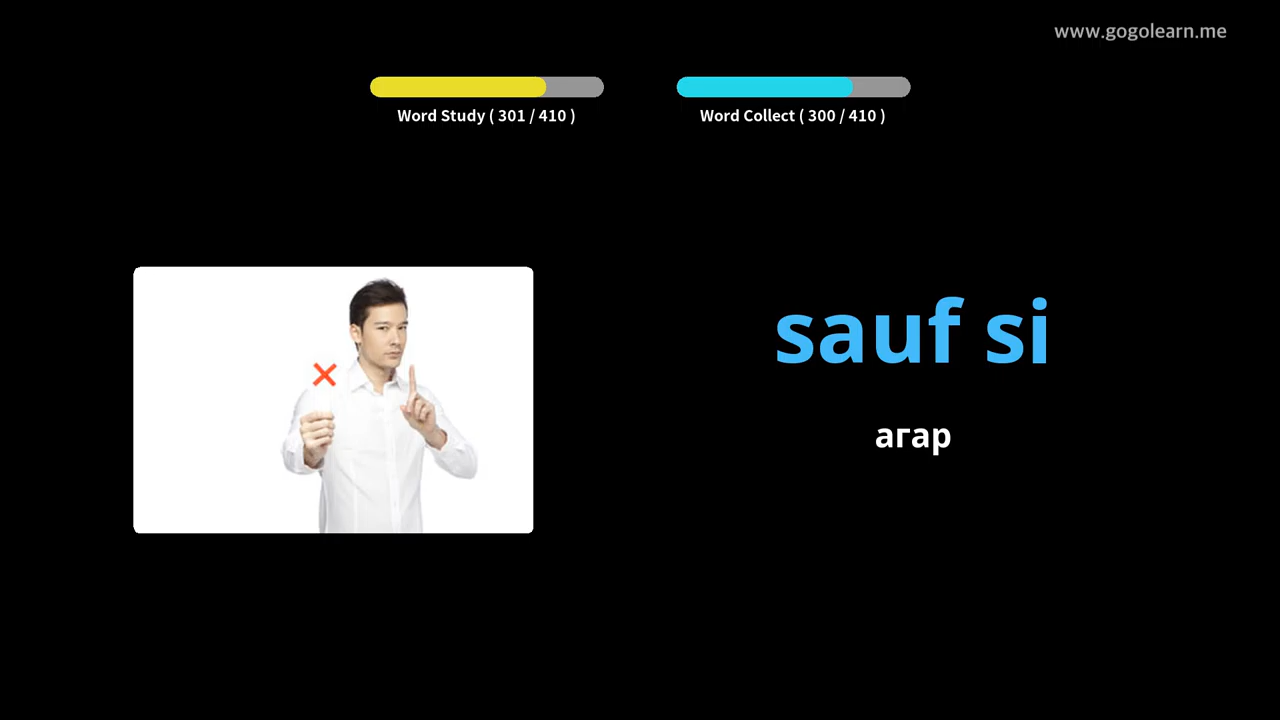 www.gogolearn.me
Word Study ( 301 / 410 )
Word Collect ( 300 / 410 )
sauf si
агар